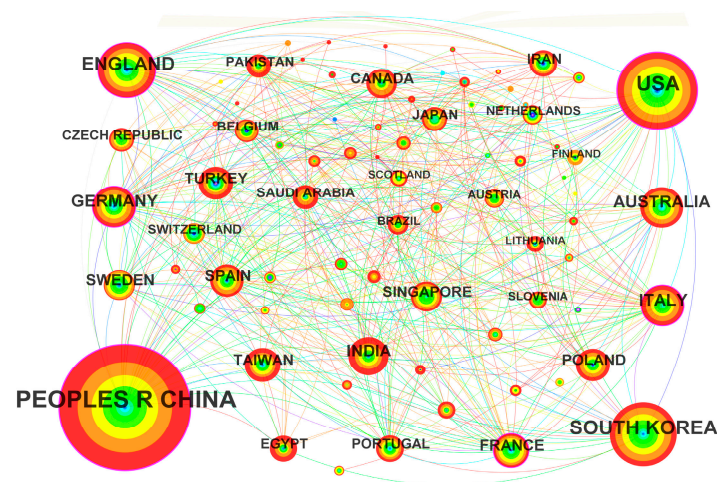 ENGLAND
PAKISTAN
CANADA
IRAN
USA
JAPAN
NETHERLANDS
CZECH REPUBLIC
BELGIUM
FINLAND
TURKEY
SCOTLAND
GERMANY
SAUDI ARABIA
AUSTRIA
AUSTRALIA
SWITZERLAND
BRAZIL
LITHUANIA
SWEDEN
SPAIN
SINGAPORE
SLOVENIA
ITALY
INDIA
TAIWAN
POLAND
PEOPLES R CHINA
SOUTH KOREA
EGYPT
PORTUGAL
FRANCE